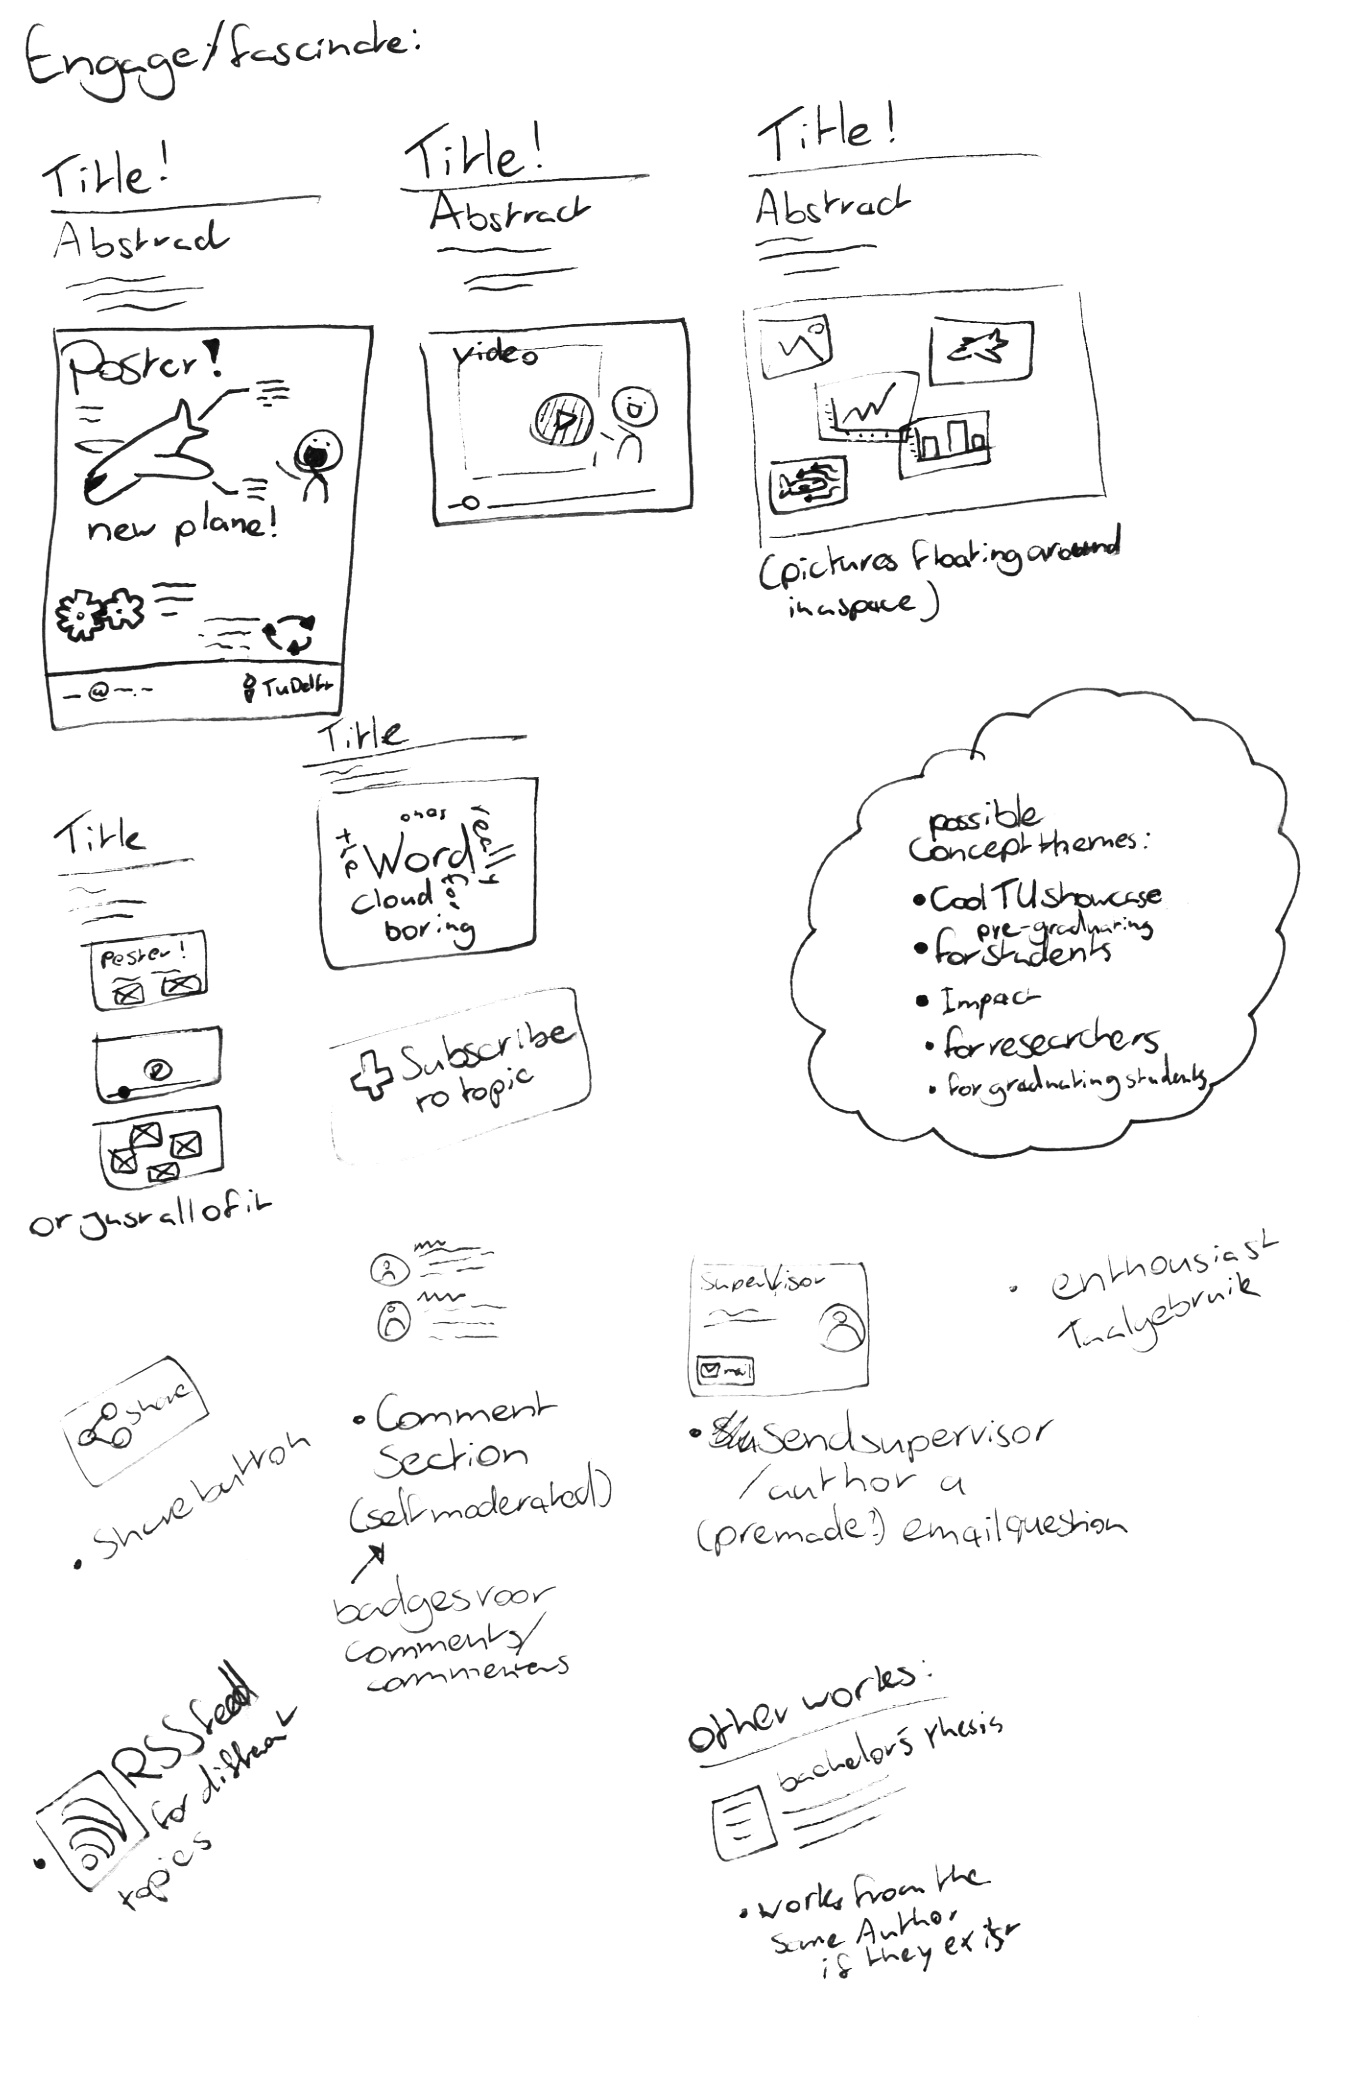 Engage/fascinate:
Title!
Abstract
Poster!
new plane!
@
TU Delft
Title!
Abstract
video
Title!
Abstract
(pictures floating around
in a space)
Title
Poster!
or just all of it
Title
Word
really
cloud
boring
Subscribe
to topic
possible
Concept themes:
• Cool TU showcase
pre-graduating
• for students
• Impact
• for researchers
• for graduating students
share
• share button
• Comment
Section
(self moderated)
badges voor
comments/
commenters
Supervisor
mail
• Send supervisor
/author a
(premade?) email question
• enthousiast
Taalgebruik
• RSS feed
for different
topics
other works:
bachelor's thesis
• works from the
same Author
if they exist